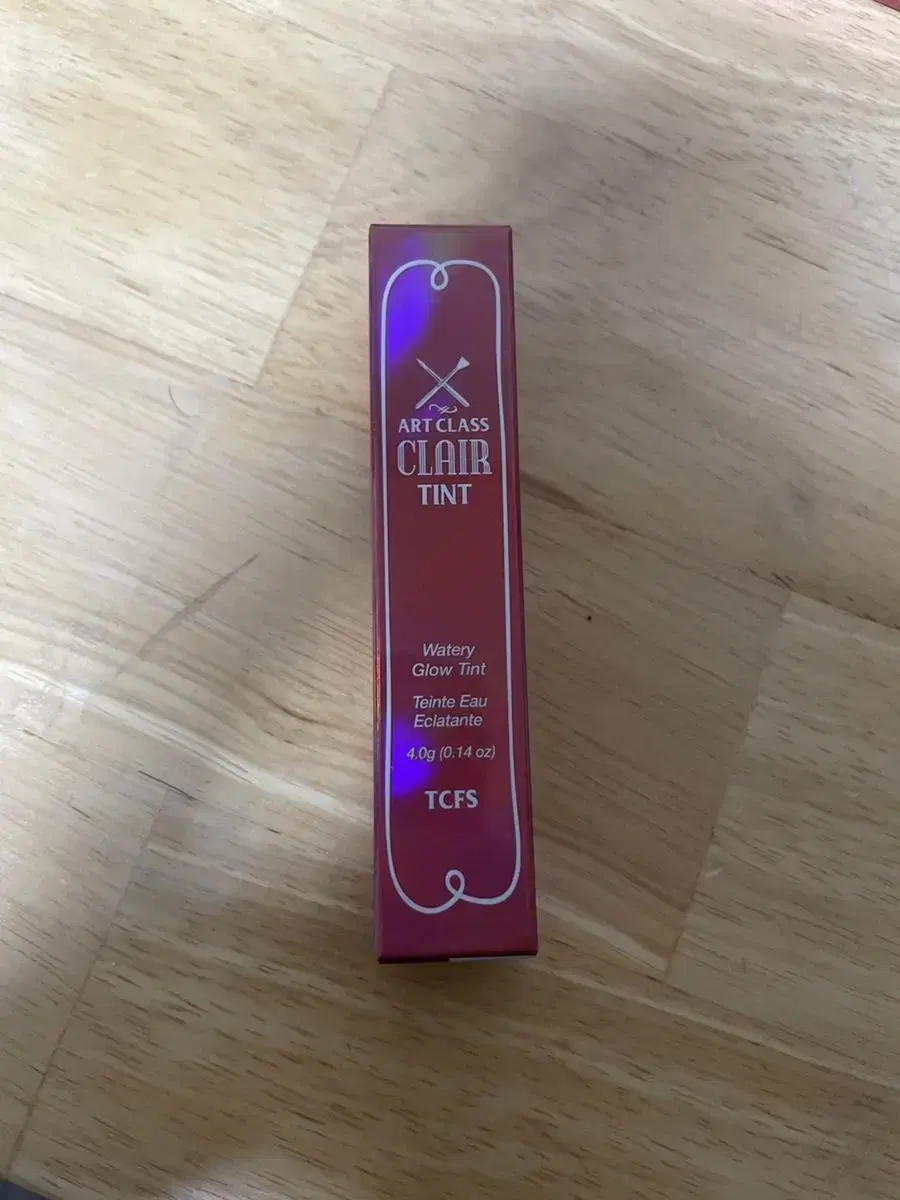 ART CLASS
CLAIR
TINT
Watery
Glow Tint
Teinte Eau
Eclatante
4.0g (0.14 oz)
TCFS